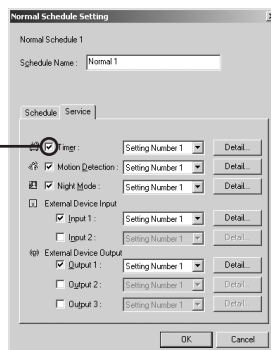 Normal Schedule Setting
Normal Schedule 1
Schedule Name : Normal 1
Schedule Service
Timer : Setting Number 1 Detail...
Motion Detection : Setting Number 1 Detail...
Night Mode : Setting Number 1 Detail...
External Device Input
Input 1 : Setting Number 1 Detail...
Input 2 : Setting Number 1 Detail...
External Device Output
Output 1 : Setting Number 1 Detail...
Output 2 : Setting Number 1 Detail...
Output 3 : Setting Number 1 Detail...
OK Cancel